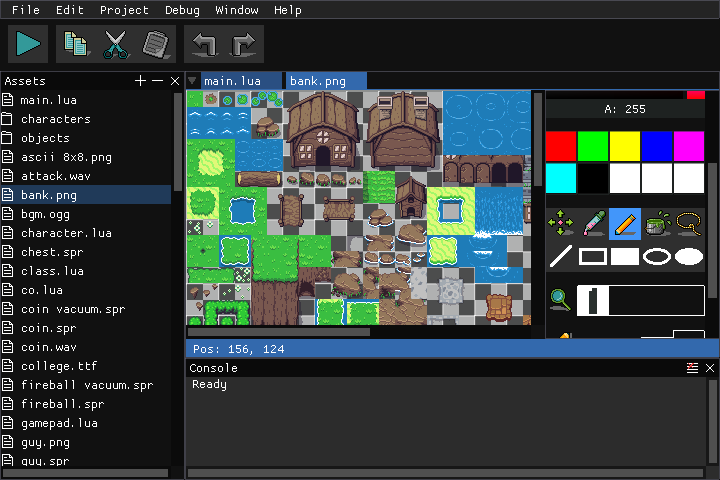 File Edit Project Debug Window Help
Assets
main.lua bank.png
main.lua
characters
objects
ascii 8x8.png
attack.wav
bank.png
bgm.ogg
character.lua
chest.spr
class.lua
co.lua
coin vacuum.spr
coin.spr
coin.wav
college.ttf
fireball vacuum.spr
fireball.spr
gamepad.lua
guy.png
guy.spr
A: 255
Pos: 156, 124
Console
Ready